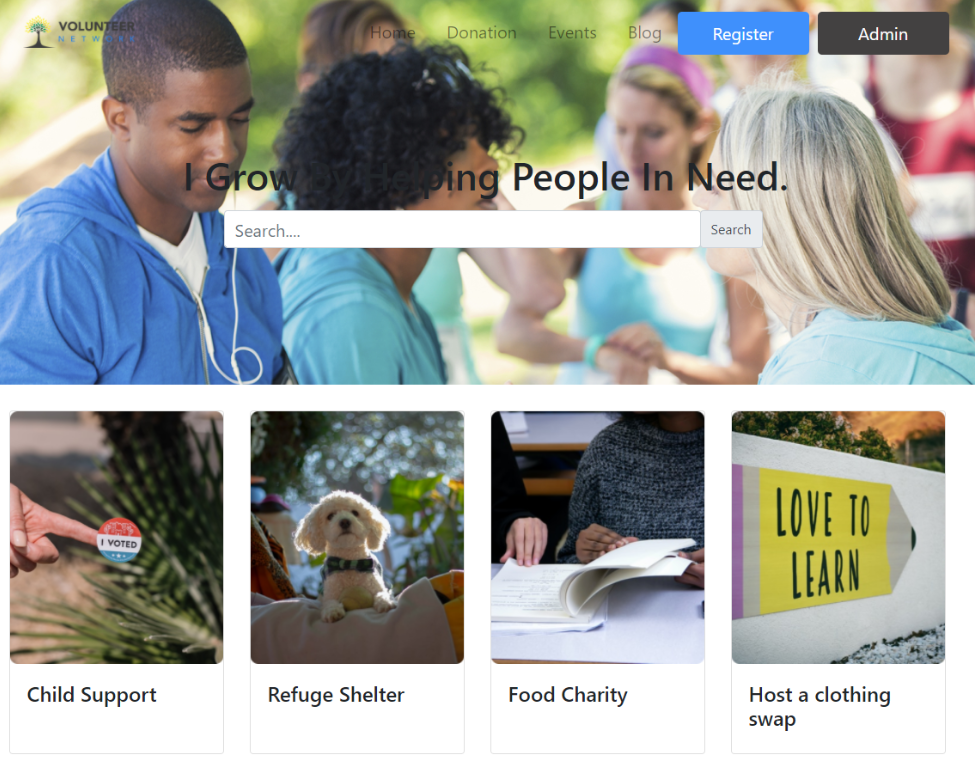 VOLUNTEER
NETWORK
Home Donation Events Blog Register Admin
I Grow by Helping People In Need.
Search....
Search
I VOTED
LOVE TO
LEARN
Child Support
Refuge Shelter
Food Charity
Host a clothing
swap